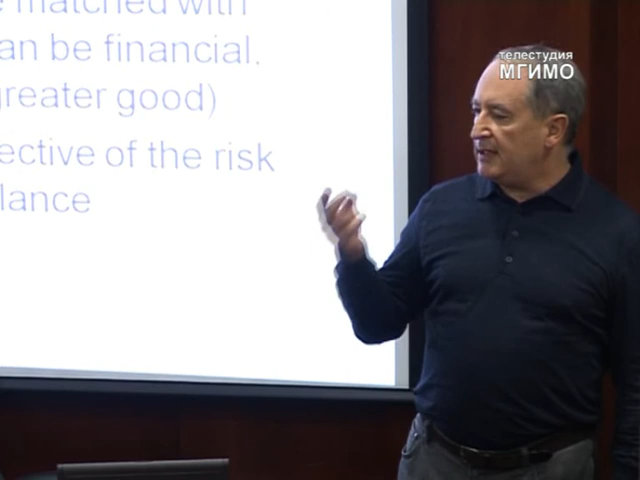 matched with
an be financial.
greater good)
ective of the risk
lance
телестудия
МГИМО